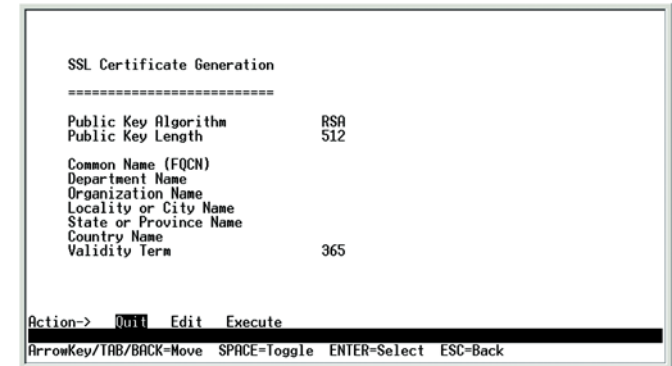 SSL Certificate Generation
==========================
Public Key Algorithm RSA
Public Key Length 512
Common Name (FQCN)
Department Name
Organization Name
Locality or City Name
State or Province Name
Country Name
Validity Term 365
Action-> Quit Edit Execute
ArrowKey/TAB/BACK=Move SPACE=Toggle ENTER=Select ESC=Back